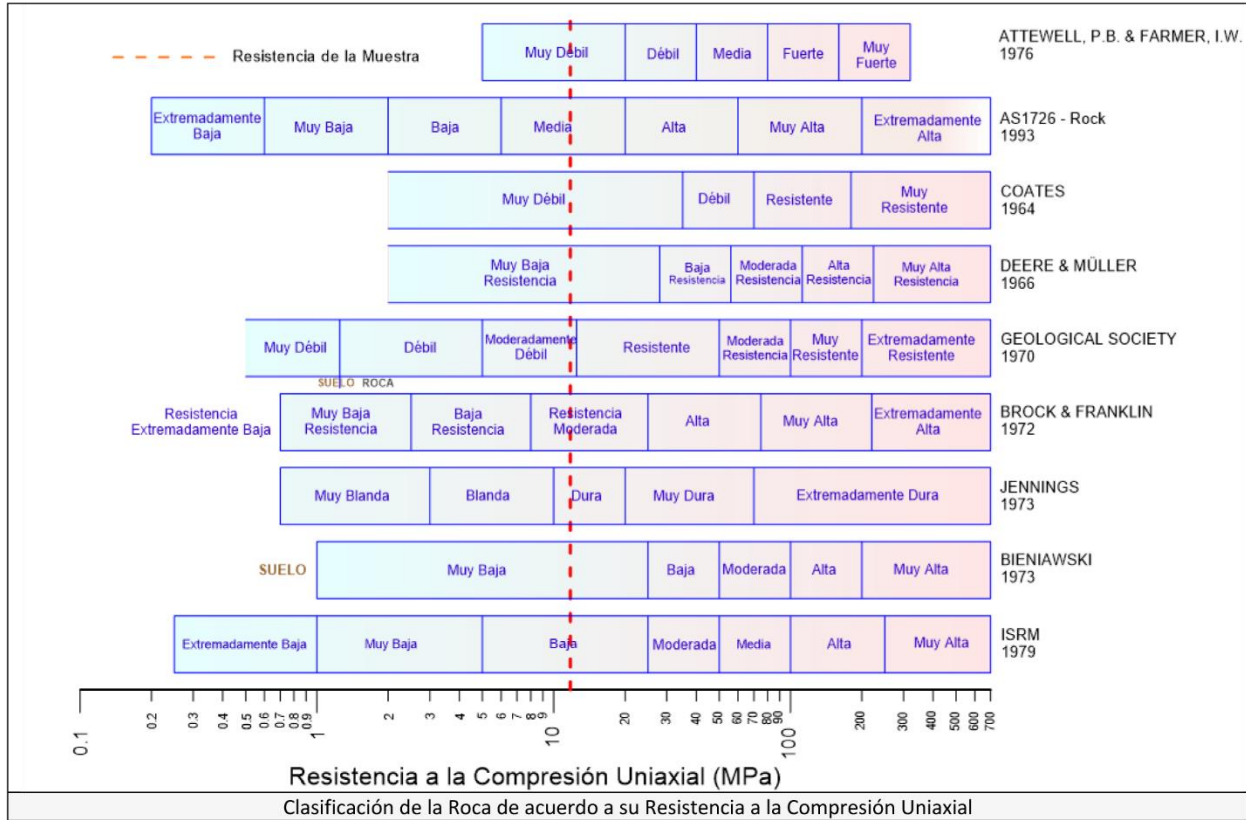 Resistencia de la Muestra
Muy Débil
Débil
Media
Fuerte
Muy
Fuerte
ATTEWELL, P.B. & FARMER, I.W.
1976
Extremadamente
Baja
Muy Baja
Baja
Media
Alta
Muy Alta
Extremadamente
Alta
AS1726 - Rock
1993
Muy Débil
Débil
Resistente
Muy
Resistente
COATES
1964
Muy Baja
Resistencia
Baja
Resistencia
Moderada
Resistencia
Alta
Resistencia
Muy Alta
Resistencia
DEERE & MÜLLER
1966
Muy Débil
Débil
Moderadamente
Débil
Resistente
Moderada
Resistencia
Muy
Resistente
Extremadamente
Resistente
GEOLOGICAL SOCIETY
1970
SUELO ROCA
Resistencia
Extremadamente Baja
Muy Baja
Resistencia
Baja
Resistencia
Resistencia
Moderada
Alta
Muy Alta
Extremadamente
Alta
BROCK & FRANKLIN
1972
Muy Blanda
Blanda
Dura
Muy Dura
Extremadamente Dura
JENNINGS
1973
SUELO
Muy Baja
Baja
Moderada
Alta
Muy Alta
BIENIAWSKI
1973
Extremadamente Baja
Muy Baja
Baja
Moderada
Media
Alta
Muy Alta
ISRM
1979
0.1
0.2
0.3
0.4
0.5
0.6
0.7
0.8
0.9
1
2
3
4
5
6
7
8
9
10
20
30
40
50
60
70
80
90
100
200
300
400
500
600
700
Resistencia a la Compresión Uniaxial (MPa)
Clasificación de la Roca de acuerdo a su Resistencia a la Compresión Uniaxial